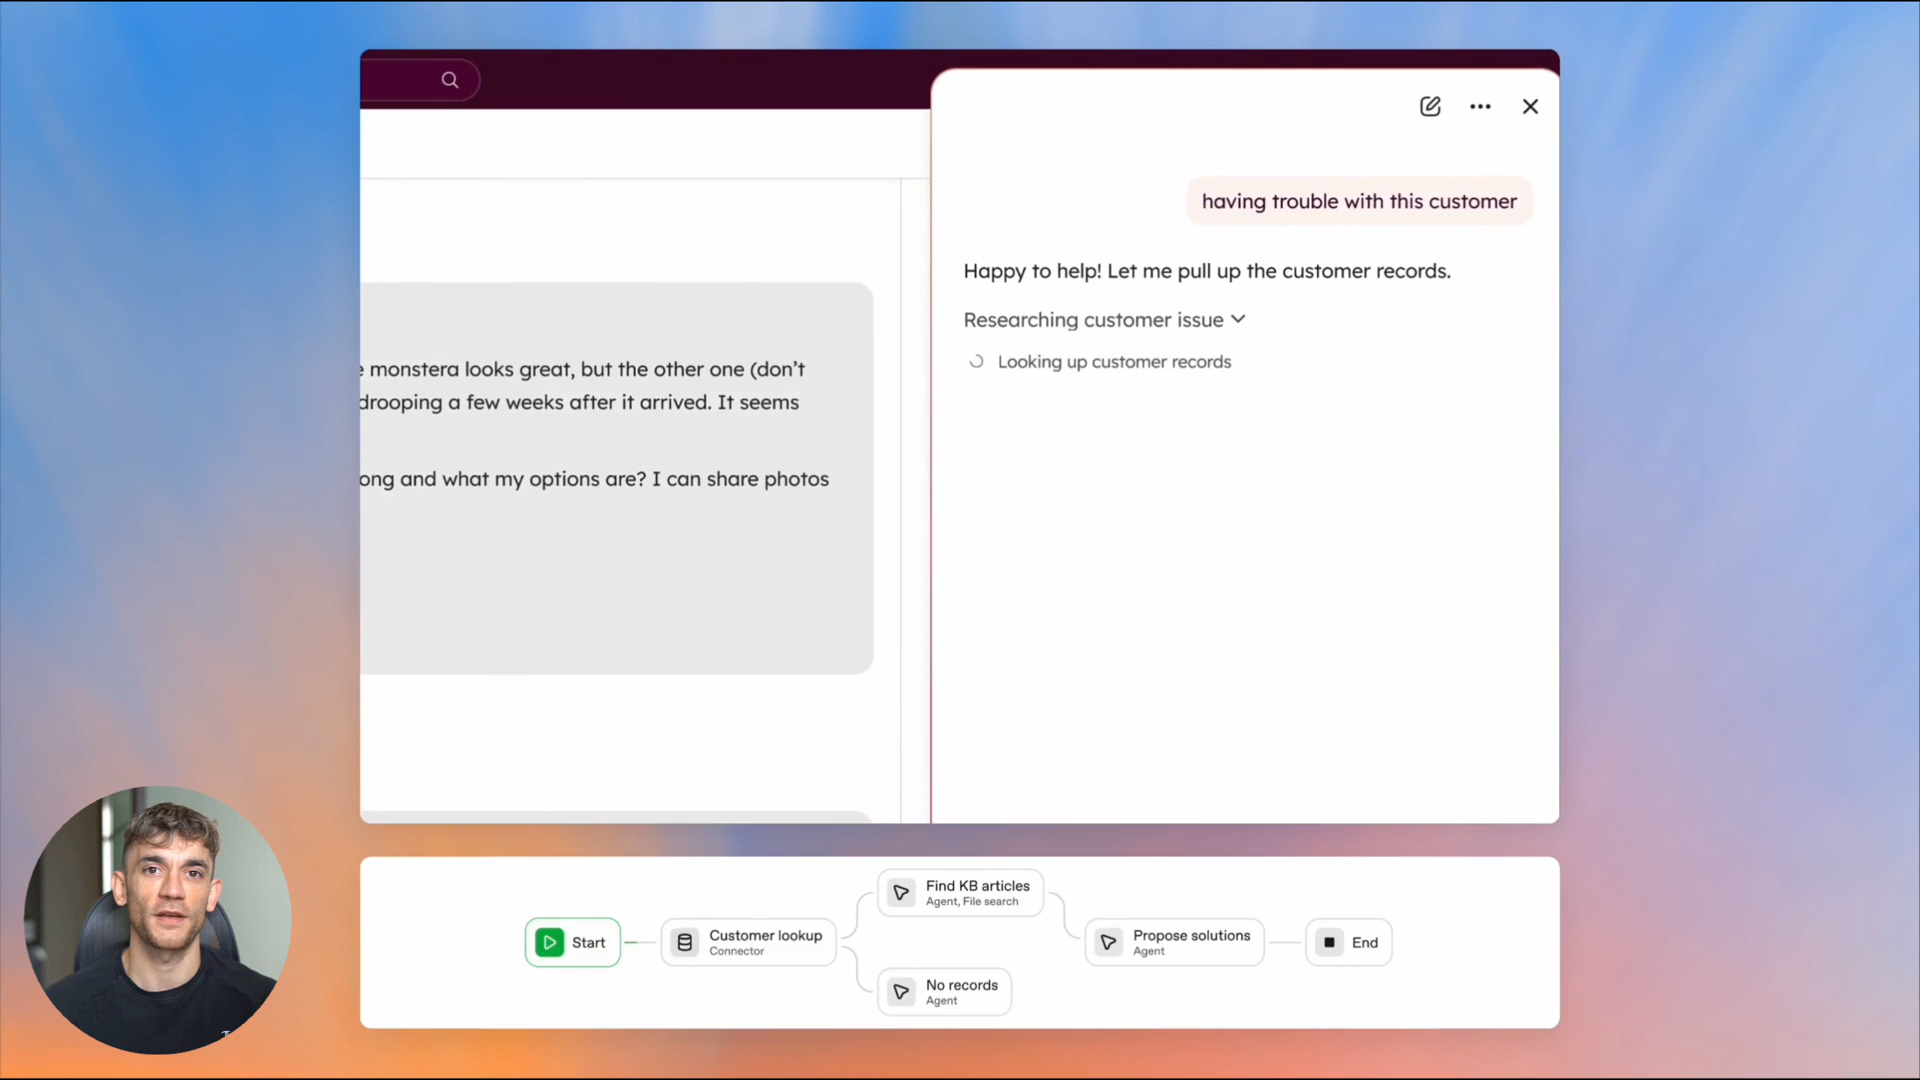 having trouble with this customer
Happy to help! Let me pull up the customer records.
Researching customer issue
Looking up customer records
monstera looks great, but the other one (don’t
drooping a few weeks after it arrived. It seems
ong and what my options are? I can share photos
Start
Customer lookup
Connector
Find KB articles
Agent, File search
No records
Agent
Propose solutions
Agent
End